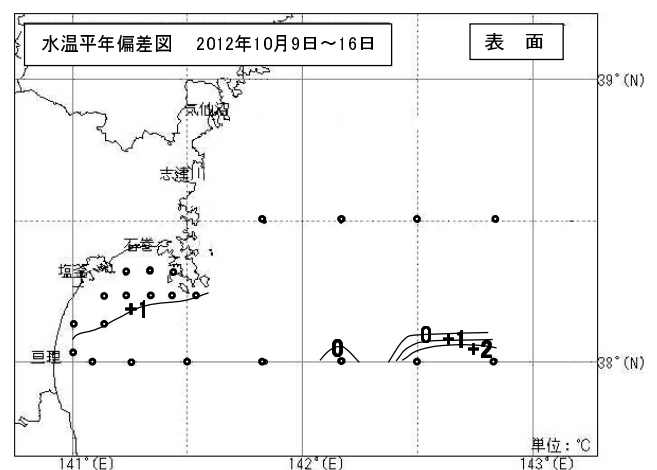 水温平年偏差図 2012年10月9日～16日
表 面
39°(N)
気仙沼
志津川
石巻
塩釜
+1
亘理
0
0
+1
+2
38°(N)
単位：℃
141°(E)
142°(E)
143°(E)